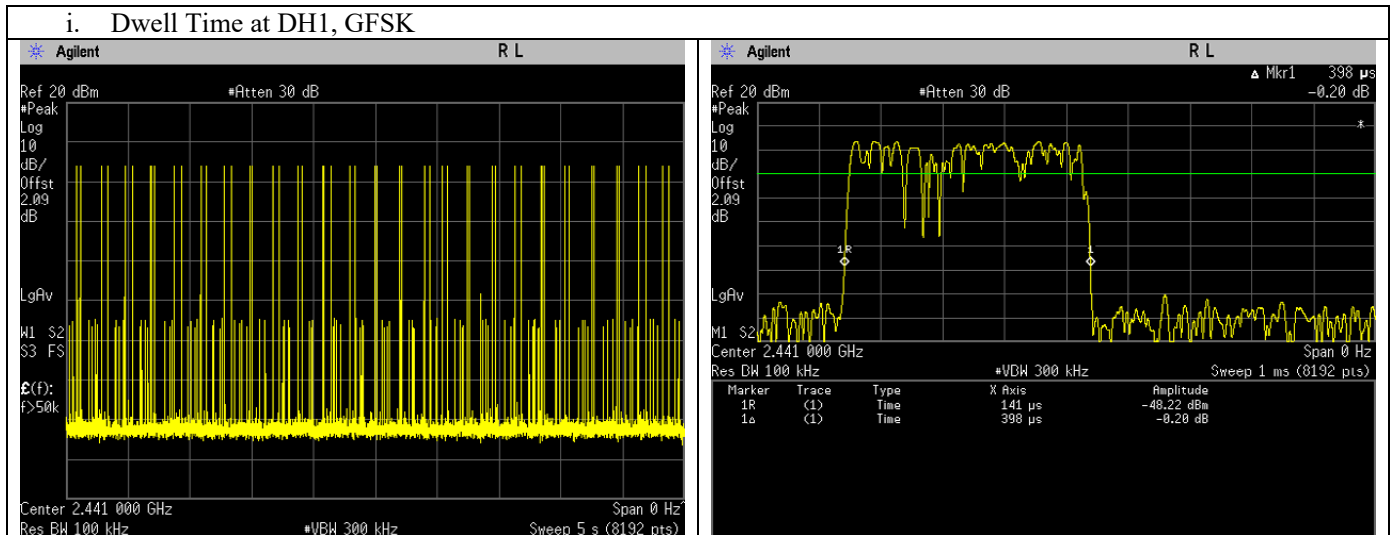 i. Dwell Time at DH1, GFSK
Agilent R L
Ref 20 dBm #Atten 30 dB
#Peak
Log
10
dB/
Offst
2.09
dB
LgAv
W1 S2
S3 FS
£(f):
f>50k
Center 2.441 000 GHz Span 0 Hz^
Res BW 100 kHz #VBW 300 kHz Sweep 5 s (8192 pts)
Agilent R L
Δ Mkr1 398 µs
Ref 20 dBm #Atten 30 dB -0.20 dB
#Peak
Log
10
dB/
Offst
2.09
dB
*
1R
1
LgAv
M1 S2
Center 2.441 000 GHz Span 0 Hz
Res BW 100 kHz #VBW 300 kHz Sweep 1 ms (8192 pts)
Marker Trace Type X Axis Amplitude
1R (1) Time 141 µs -48.22 dBm
1Δ (1) Time 398 µs -0.20 dB